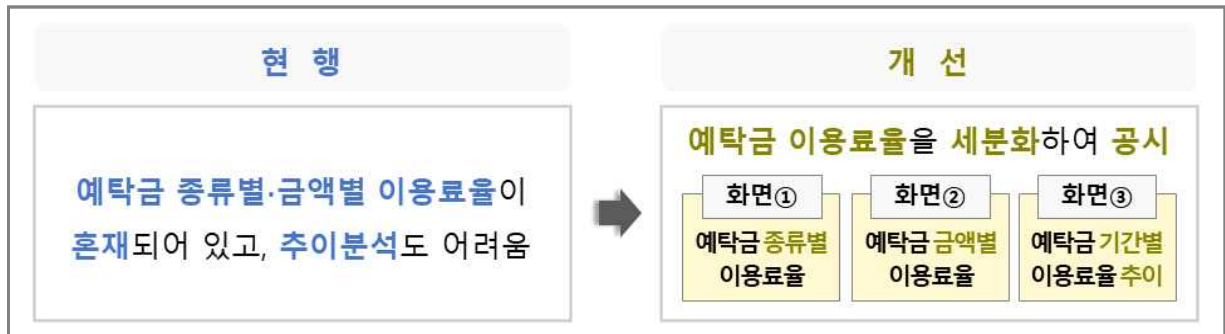 현 행
예탁금 종류별·금액별 이용료율이
혼재되어 있고, 추이분석도 어려움
개 선
예탁금 이용료율을 세분화하여 공시
화면①
예탁금 종류별
이용료율
화면②
예탁금 금액별
이용료율
화면③
예탁금 기간별
이용료율 추이